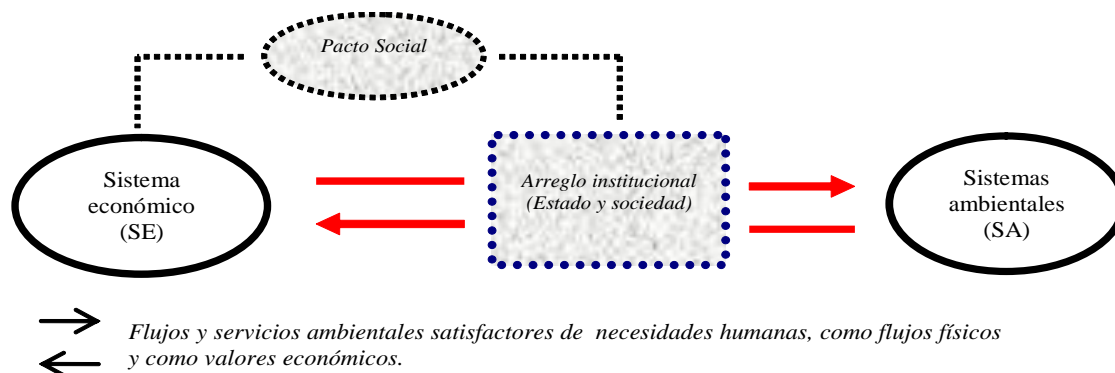 Pacto Social
Sistema
económico
(SE)
Arreglo institucional
(Estado y sociedad)
Sistemas
ambientales
(SA)
Flujos y servicios ambientales satisfactores de necesidades humanas, como flujos físicos
y como valores económicos.